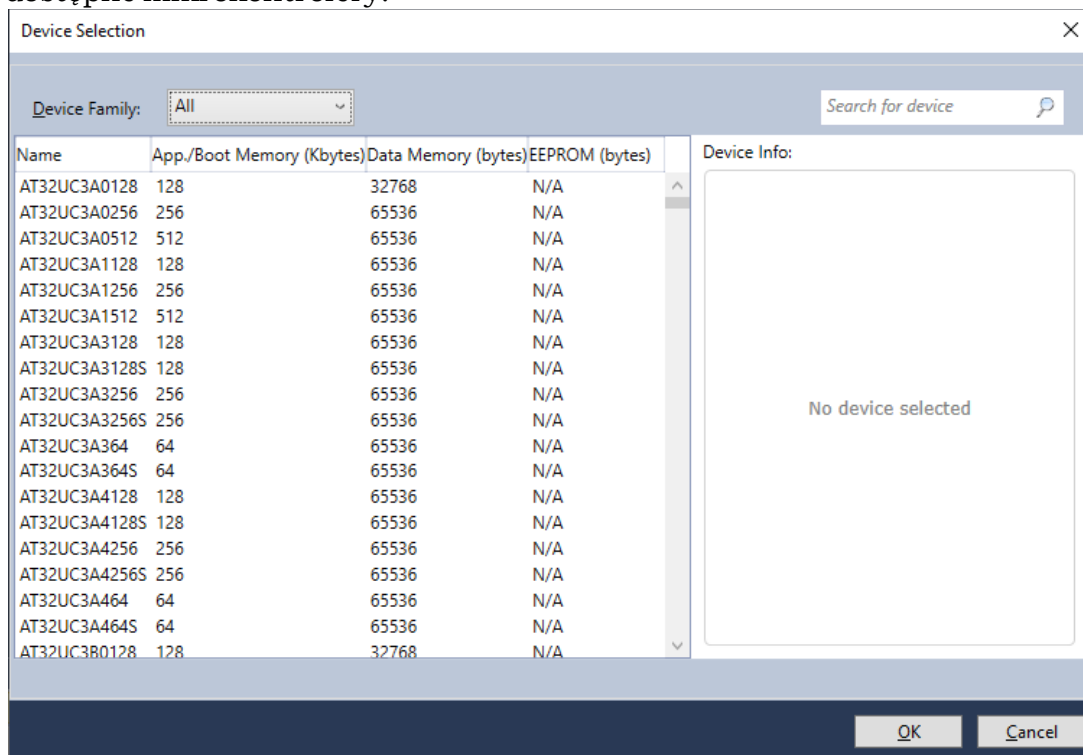 Device Selection
Device Family: All Search for device
Name App./Boot Memory (Kbytes) Data Memory (bytes) EEPROM (bytes) Device Info:
AT32UC3A0128 128 32768 N/A
AT32UC3A0256 256 65536 N/A
AT32UC3A0512 512 65536 N/A
AT32UC3A1128 128 65536 N/A
AT32UC3A1256 256 65536 N/A
AT32UC3A1512 512 65536 N/A
AT32UC3A3128 128 65536 N/A
AT32UC3A3128S 128 65536 N/A
AT32UC3A3256 256 65536 N/A
AT32UC3A3256S 256 65536 N/A
No device selected
AT32UC3A364 64 65536 N/A
AT32UC3A364S 64 65536 N/A
AT32UC3A4128 128 65536 N/A
AT32UC3A4128S 128 65536 N/A
AT32UC3A4256 256 65536 N/A
AT32UC3A4256S 256 65536 N/A
AT32UC3A464 64 65536 N/A
AT32UC3A464S 64 65536 N/A
AT32UC3B0128 128 32768 N/A
OK Cancel